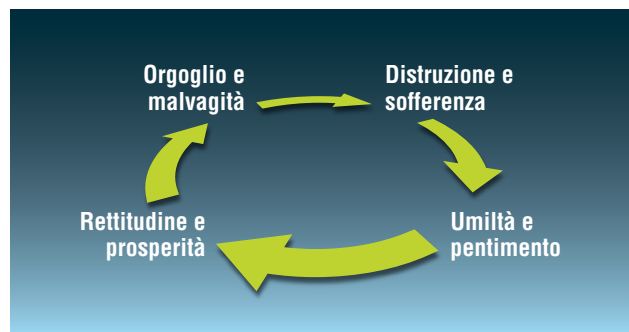 Orgoglio e
malvagità
Distruzione e
sofferenza
Umiltà e
pentimento
Rettitudine e
prosperità